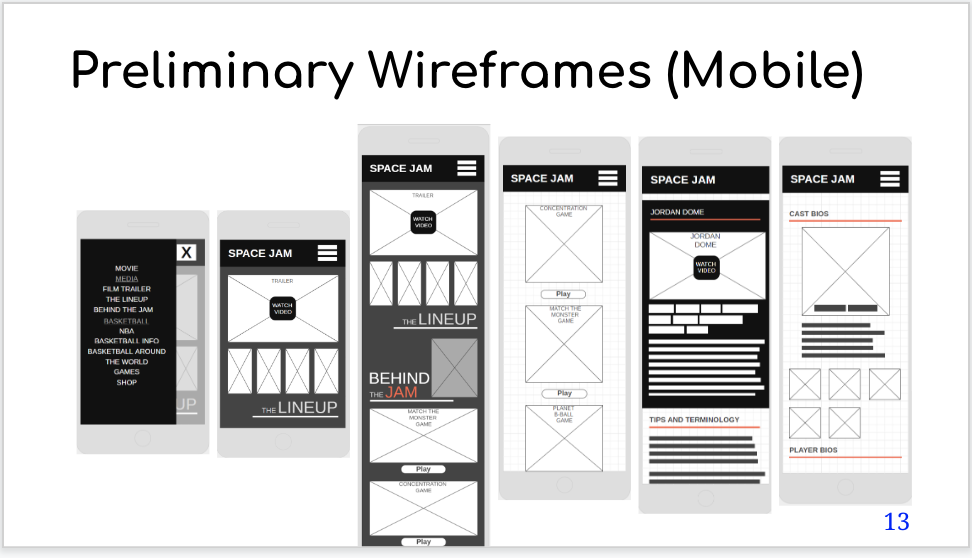 Preliminary Wireframes (Mobile)
X
MOVIE
MEDIA
FILM TRAILER
THE LINEUP
BEHIND THE JAM
BASKETBALL
NBA
BASKETBALL INFO
BASKETBALL AROUND
THE WORLD
GAMES
SHOP
UP
SPACE JAM
TRAILER
WATCH
VIDEO
THE LINEUP
SPACE JAM
TRAILER
WATCH
VIDEO
THE LINEUP
BEHIND
THE JAM
MATCH THE
MONSTER
GAME
Play
CONCENTRATION
GAME
Play
SPACE JAM
CONCENTRATION
GAME
Play
MATCH THE
MONSTER
GAME
Play
PLANET
B-BALL
GAME
SPACE JAM
JORDAN DOME
JORDAN
DOME
WATCH
VIDEO
TIPS AND TERMINOLOGY
SPACE JAM
CAST BIOS
PLAYER BIOS
13